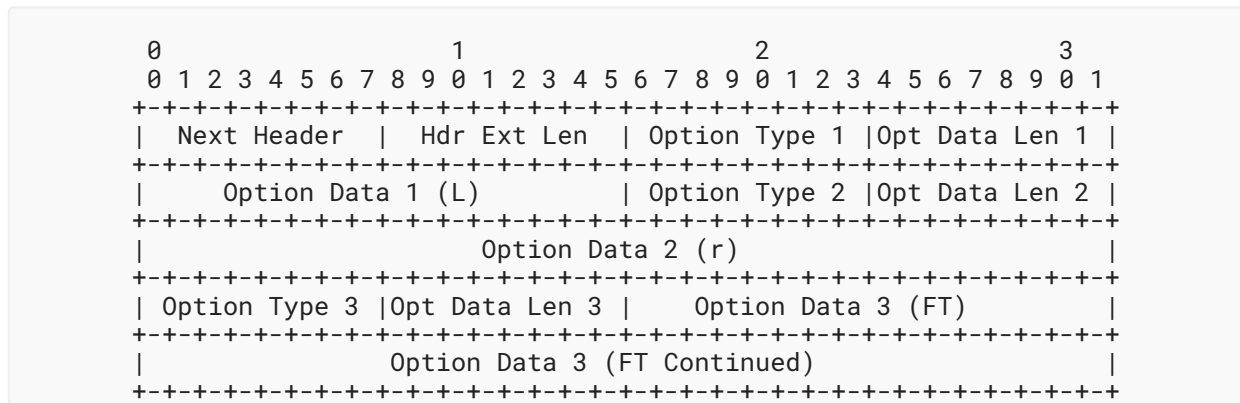 0                   1                   2                   3
 0 1 2 3 4 5 6 7 8 9 0 1 2 3 4 5 6 7 8 9 0 1 2 3 4 5 6 7 8 9 0 1
+-+-+-+-+-+-+-+-+-+-+-+-+-+-+-+-+-+-+-+-+-+-+-+-+-+-+-+-+-+-+-+-+
|  Next Header  |  Hdr Ext Len  | Option Type 1 |Opt Data Len 1 |
+-+-+-+-+-+-+-+-+-+-+-+-+-+-+-+-+-+-+-+-+-+-+-+-+-+-+-+-+-+-+-+-+
|     Option Data 1 (L)         | Option Type 2 |Opt Data Len 2 |
+-+-+-+-+-+-+-+-+-+-+-+-+-+-+-+-+-+-+-+-+-+-+-+-+-+-+-+-+-+-+-+-+
|                      Option Data 2 (r)                        |
+-+-+-+-+-+-+-+-+-+-+-+-+-+-+-+-+-+-+-+-+-+-+-+-+-+-+-+-+-+-+-+-+
| Option Type 3 |Opt Data Len 3 |    Option Data 3 (FT)         |
+-+-+-+-+-+-+-+-+-+-+-+-+-+-+-+-+-+-+-+-+-+-+-+-+-+-+-+-+-+-+-+-+
|                Option Data 3 (FT Continued)                   |
+-+-+-+-+-+-+-+-+-+-+-+-+-+-+-+-+-+-+-+-+-+-+-+-+-+-+-+-+-+-+-+-+